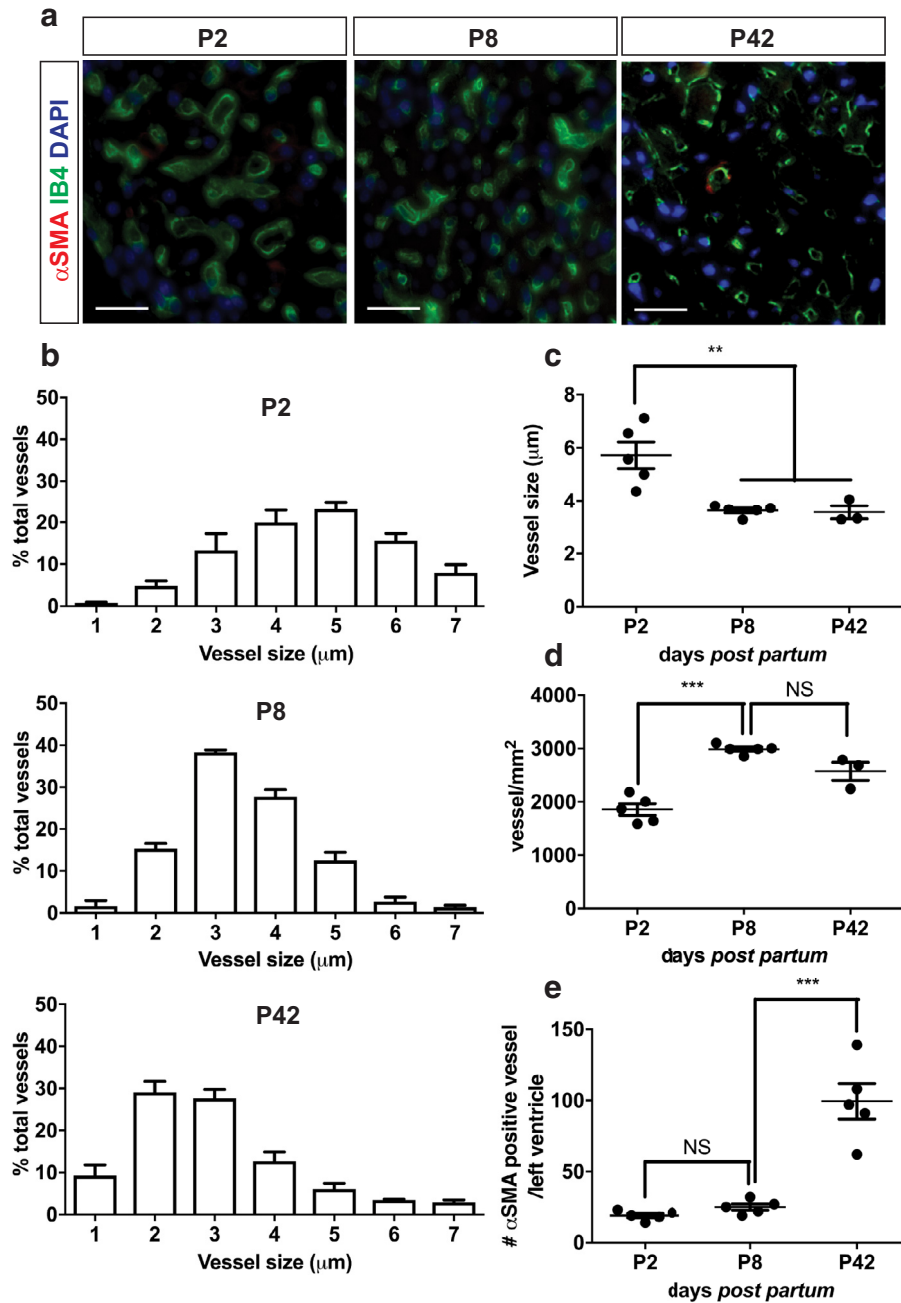 a
P2 P8 P42
αSMA IB4 DAPI
b
P2
% total vessels
50
40
30
20
10
0
1 2 3 4 5 6 7
Vessel size (μm)
P8
% total vessels
50
40
30
20
10
0
1 2 3 4 5 6 7
Vessel size (μm)
P42
% total vessels
50
40
30
20
10
0
1 2 3 4 5 6 7
Vessel size (μm)
c
**
Vessel size (μm)
8
6
4
2
0
P2 P8 P42
days post partum
d
*** NS
vessel/mm²
4000
3000
2000
1000
0
P2 P8 P42
days post partum
e
***
NS
# αSMA positive vessel
/left ventricle
150
100
50
0
P2 P8 P42
days post partum